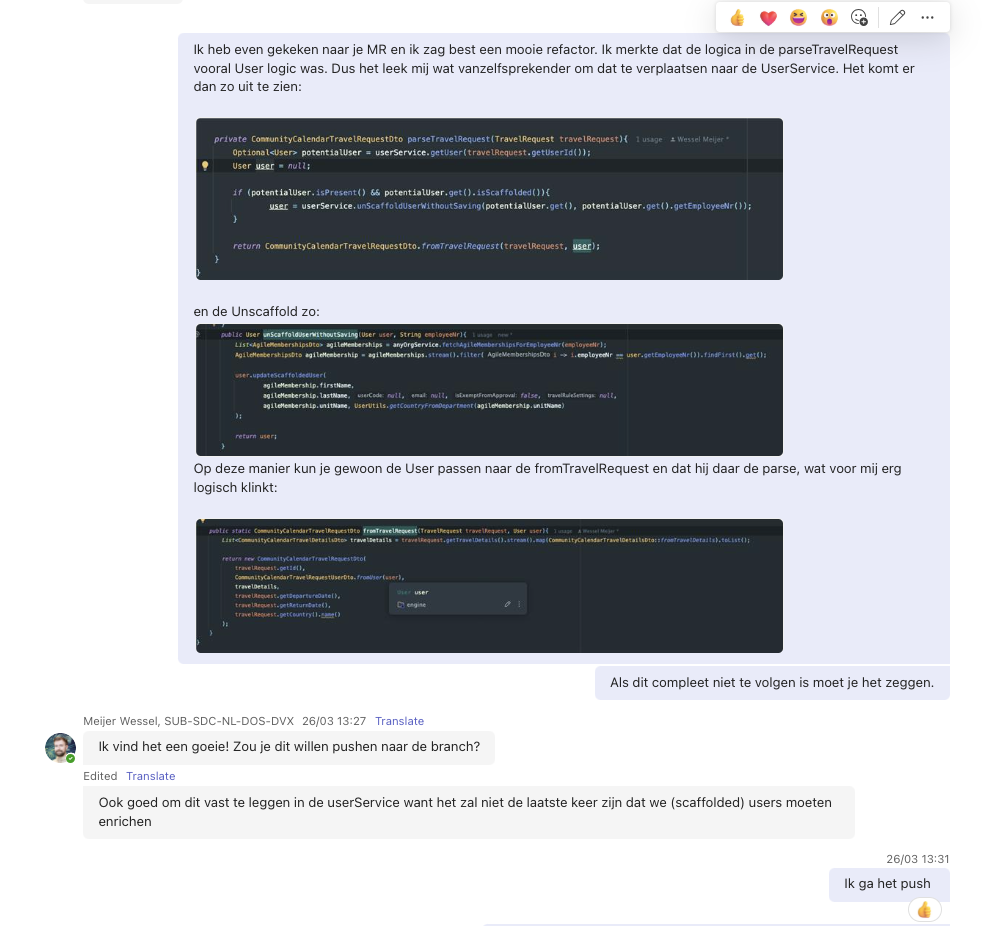 Ik heb even gekeken naar je MR en ik zag best een mooie refactor. Ik merkte dat de logica in de parseTravelRequest
vooral User logic was. Dus het leek mij wat vanzelfsprekender om dat te verplaatsen naar de UserService. Het komt er
dan zo uit te zien:
private CommunityCalendarTravelRequestDto parseTravelRequest(TravelRequest travelRequest){ 1 usage Wessel Meijer *
Optional<User> potentialUser = userService.getUser(travelRequest.getUserId());
User user = null;
if (potentialUser.isPresent() && potentialUser.get().isScaffolded()){
user = userService.unScaffoldUserWithoutSaving(potentialUser.get(), potentialUser.get().getEmployeeNr());
}
return CommunityCalendarTravelRequestDto.fromTravelRequest(travelRequest, user);
}
}
en de Unscaffold zo:
}
public User unScaffoldUserWithoutSaving(User user, String employeeNr){ 1 usage new *
List<AgileMembershipsDto> agileMemberships = anyOrgService.fetchAgileMembershipsForEmployeeNr(employeeNr);
AgileMembershipsDto agileMembership = agileMemberships.stream().filter( AgileMembershipsDto i -> i.employeeNr == user.getEmployeeNr()).findFirst().get();
user.updateScaffoldedUser(
agileMembership.firstName,
agileMembership.lastName, userCode: null, email: null, isExemptFromApproval: false, travelRuleSettings: null,
agileMembership.unitName, UserUtils.getCountryFromDepartment(agileMembership.unitName)
);
return user;
}
Op deze manier kun je gewoon de User passen naar de fromTravelRequest en dat hij daar de parse, wat voor mij erg
logisch klinkt:
public static CommunityCalendarTravelRequestDto fromTravelRequest(TravelRequest travelRequest, User user){ 1 usage Wessel Meijer *
List<CommunityCalendarTravelDetailsDto> travelDetails = travelRequest.getTravelDetails().stream().map(CommunityCalendarTravelDetailsDto::fromTravelDetails).toList();
return new CommunityCalendarTravelRequestDto(
travelRequest.getId(),
CommunityCalendarTravelRequestUserDto.fromUser(user),
travelDetails,
travelRequest.getDepartureDate(),
travelRequest.getReturnDate(),
travelRequest.getCountry().name()
);
}
}
User user
engine
Als dit compleet niet te volgen is moet je het zeggen.
Meijer Wessel, SUB-SDC-NL-DOS-DVX 26/03 13:27 Translate
Ik vind het een goeie! Zou je dit willen pushen naar de branch?
Edited Translate
Ook goed om dit vast te leggen in de userService want het zal niet de laatste keer zijn dat we (scaffolded) users moeten
enrichen
26/03 13:31
Ik ga het push